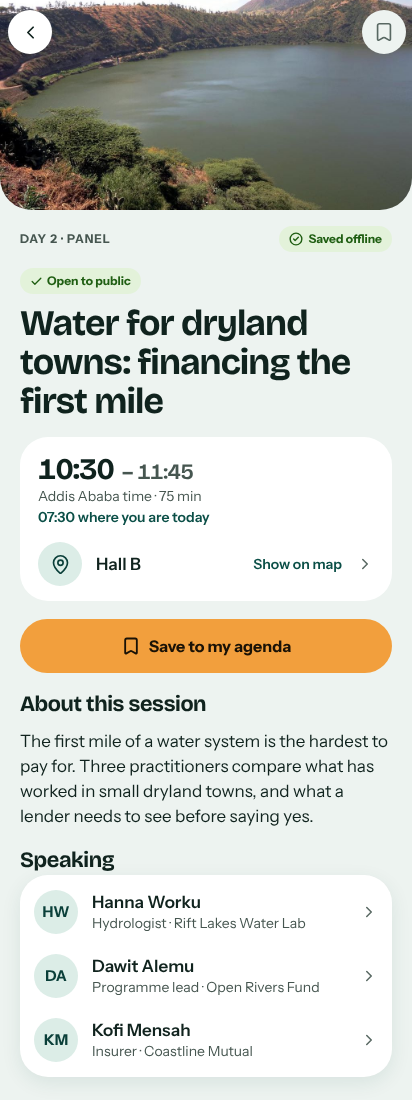 DAY 2 · PANEL
Saved offline
Open to public
Water for dryland
towns: financing the
first mile
10:30 – 11:45
Addis Ababa time · 75 min
07:30 where you are today
Hall B
Show on map
Save to my agenda
About this session
The first mile of a water system is the hardest to
pay for. Three practitioners compare what has
worked in small dryland towns, and what a
lender needs to see before saying yes.
Speaking
HW
Hanna Worku
Hydrologist · Rift Lakes Water Lab
DA
Dawit Alemu
Programme lead · Open Rivers Fund
KM
Kofi Mensah
Insurer · Coastline Mutual